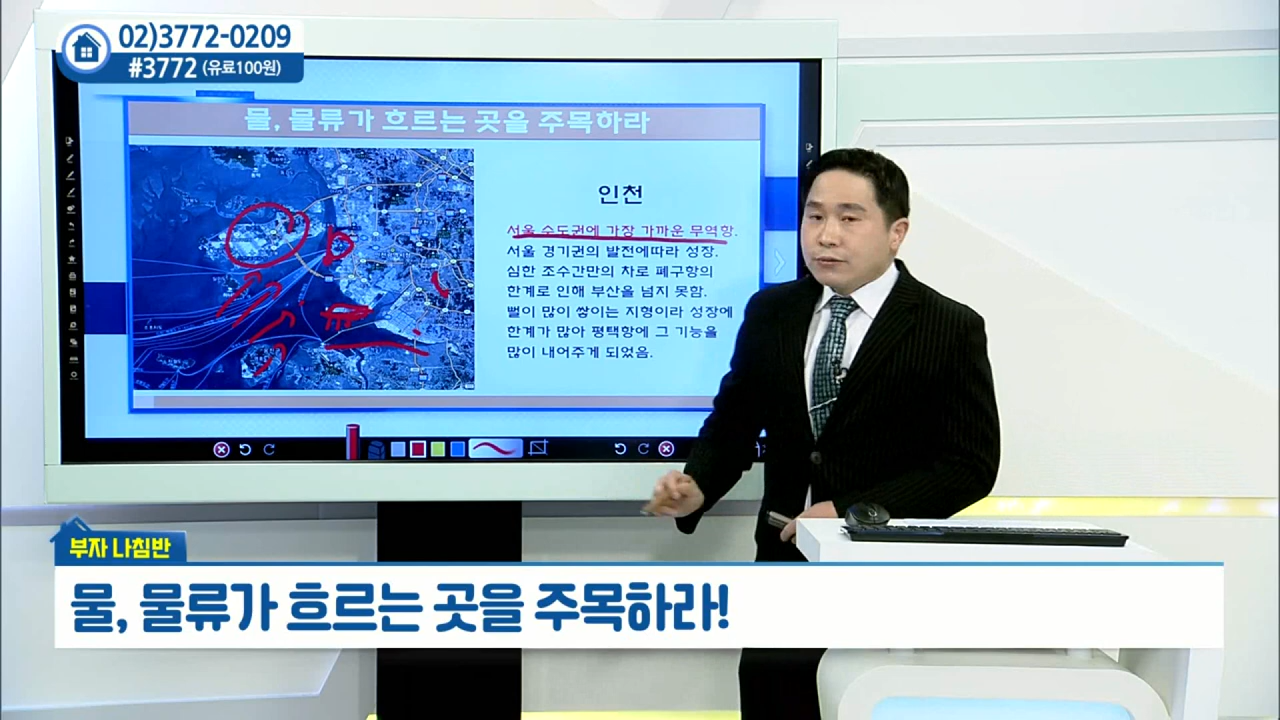 02)3772-0209
#3772 (유료100원)
물, 물류가 흐르는 곳을 주목하라
인천
서울 수도권에 가장 가까운 무역항.
서울 경기권의 발전에따라 성장.
심한 조수간만의 차로 폐구항의
한계로 인해 부산을 넘지 못함.
뻘이 많이 쌓이는 지형이라 성장에
한계가 많아 평택항에 그 기능을
많이 내어주게 되었음.
부자 나침반
물, 물류가 흐르는 곳을 주목하라!